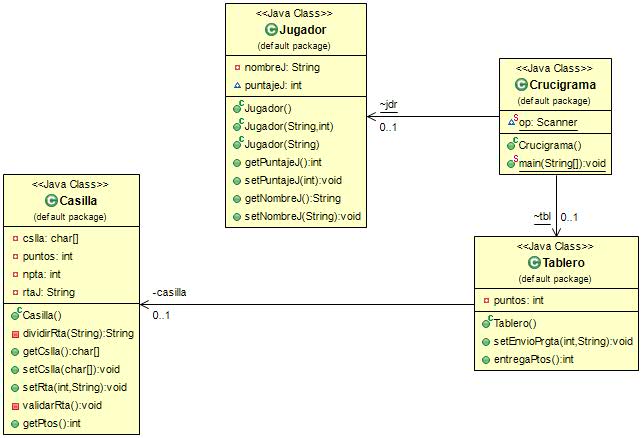 <<Java Class>>
Jugador
(default package)
nombreJ: String
puntajeJ: int
Jugador()
Jugador(String,int)
Jugador(String)
getPuntajeJ():int
setPuntajeJ(int):void
getNombreJ():String
setNombreJ(String):void
<<Java Class>>
Crucigrama
(default package)
op: Scanner
Crucigrama()
main(String[]):void
~jdr
0..1
~tbl
0..1
<<Java Class>>
Casilla
(default package)
cslla: char[]
puntos: int
npta: int
rtaJ: String
Casilla()
dividirRta(String):String
getCslla():char[]
setCslla(char[]):void
setRta(int,String):void
validarRta():void
getPtos():int
-casilla
0..1
<<Java Class>>
Tablero
(default package)
puntos: int
Tablero()
setEnvioPrgta(int,String):void
entregaPtos():int